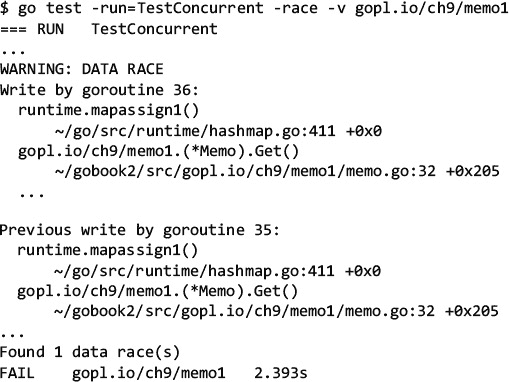 $ go test -run=TestConcurrent -race -v gopl.io/ch9/memo1
=== RUN   TestConcurrent
...
WARNING: DATA RACE
Write by goroutine 36:
  runtime.mapassign1()
      ~/go/src/runtime/hashmap.go:411 +0x0
  gopl.io/ch9/memo1.(*Memo).Get()
      ~/gobook2/src/gopl.io/ch9/memo1/memo.go:32 +0x205
  ...

Previous write by goroutine 35:
  runtime.mapassign1()
      ~/go/src/runtime/hashmap.go:411 +0x0
  gopl.io/ch9/memo1.(*Memo).Get()
      ~/gobook2/src/gopl.io/ch9/memo1/memo.go:32 +0x205
...
Found 1 data race(s)
FAIL    gopl.io/ch9/memo1   2.393s